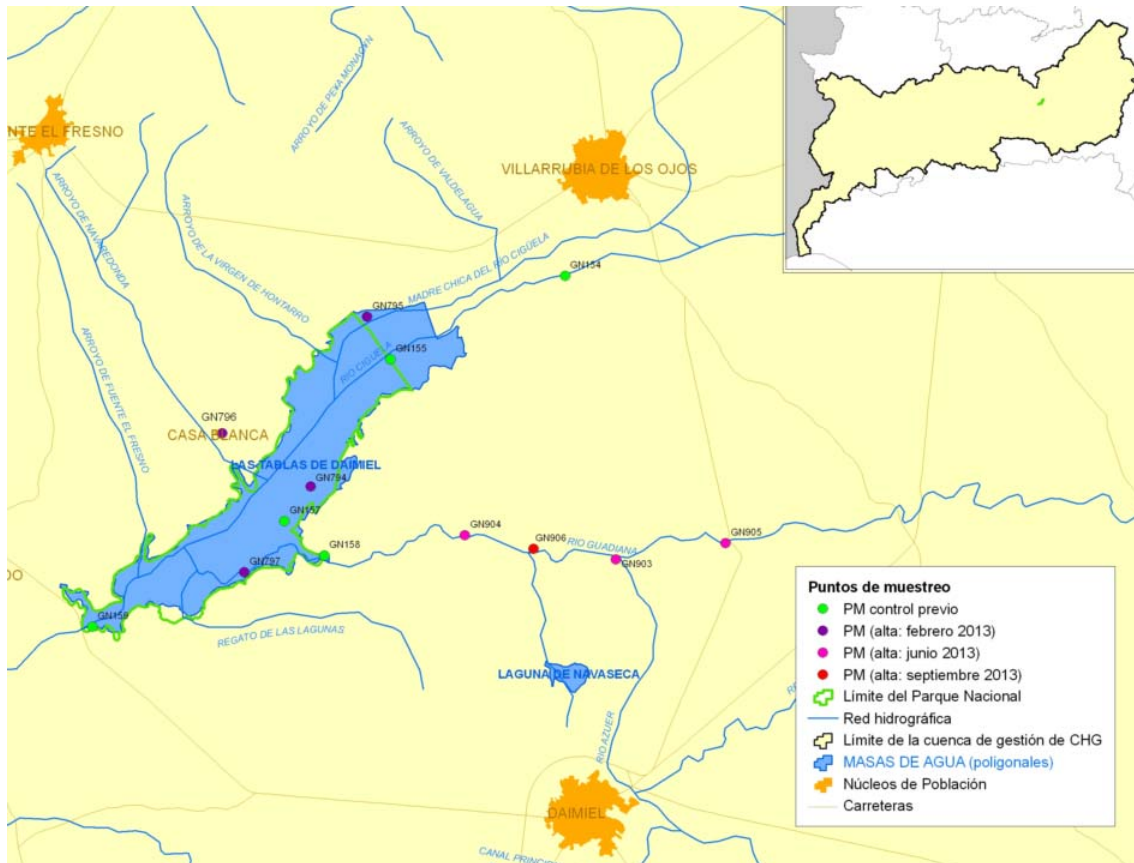 ARROYO DE PEÑA MONACHN
NTE EL FRESNO
ARROYO DE VALDELAGUA
VILLARRUBIA DE LOS OJOS
ARROYO DE NAVARREDONDA
ARROYO DE LA VIRGEN DE HONTARRO
GN154
MADRE CHICA DEL RÍO CIGÜELA
GN795
ARROYO DE FUENTE EL FRESNO
RIO CIGÜELA
GN155
GN796
CASA BLANCA
LAS TABLAS DE DAIMIEL
GN794
GN157
GN904
GN906
GN905
GN158
RIO GUADIANA
GN903
GN797
DO
GN159
REGATO DE LAS LAGUNAS
LAGUNA DE NAVASECA
RIO AZUER
DAIMIEL
CANAL PRINCIP
Puntos de muestreo
PM control previo
PM (alta: febrero 2013)
PM (alta: junio 2013)
PM (alta: septiembre 2013)
Límite del Parque Nacional
Red hidrográfica
Límite de la cuenca de gestión de CHG
MASAS DE AGUA (poligonales)
Núcleos de Población
Carreteras